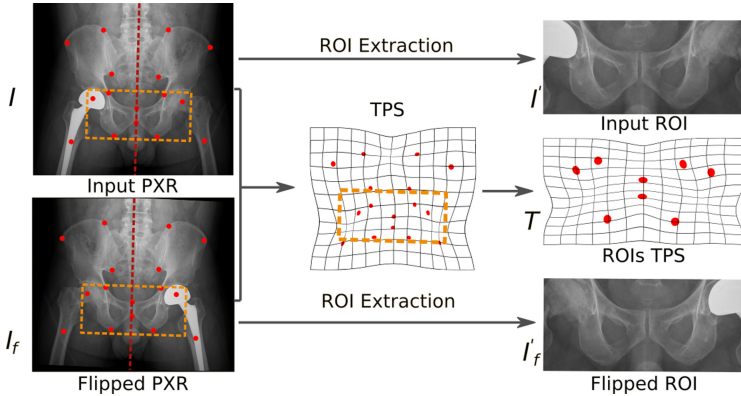 ROI Extraction
I
I'
Input PXR
Input ROI
TPS
T
ROIs TPS
ROI Extraction
I_f
I'_f
Flipped PXR
Flipped ROI